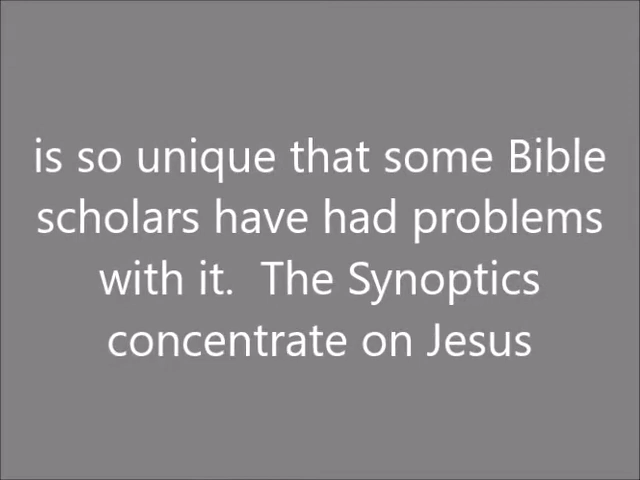 is so unique that some Bible
scholars have had problems
with it.  The Synoptics
concentrate on Jesus